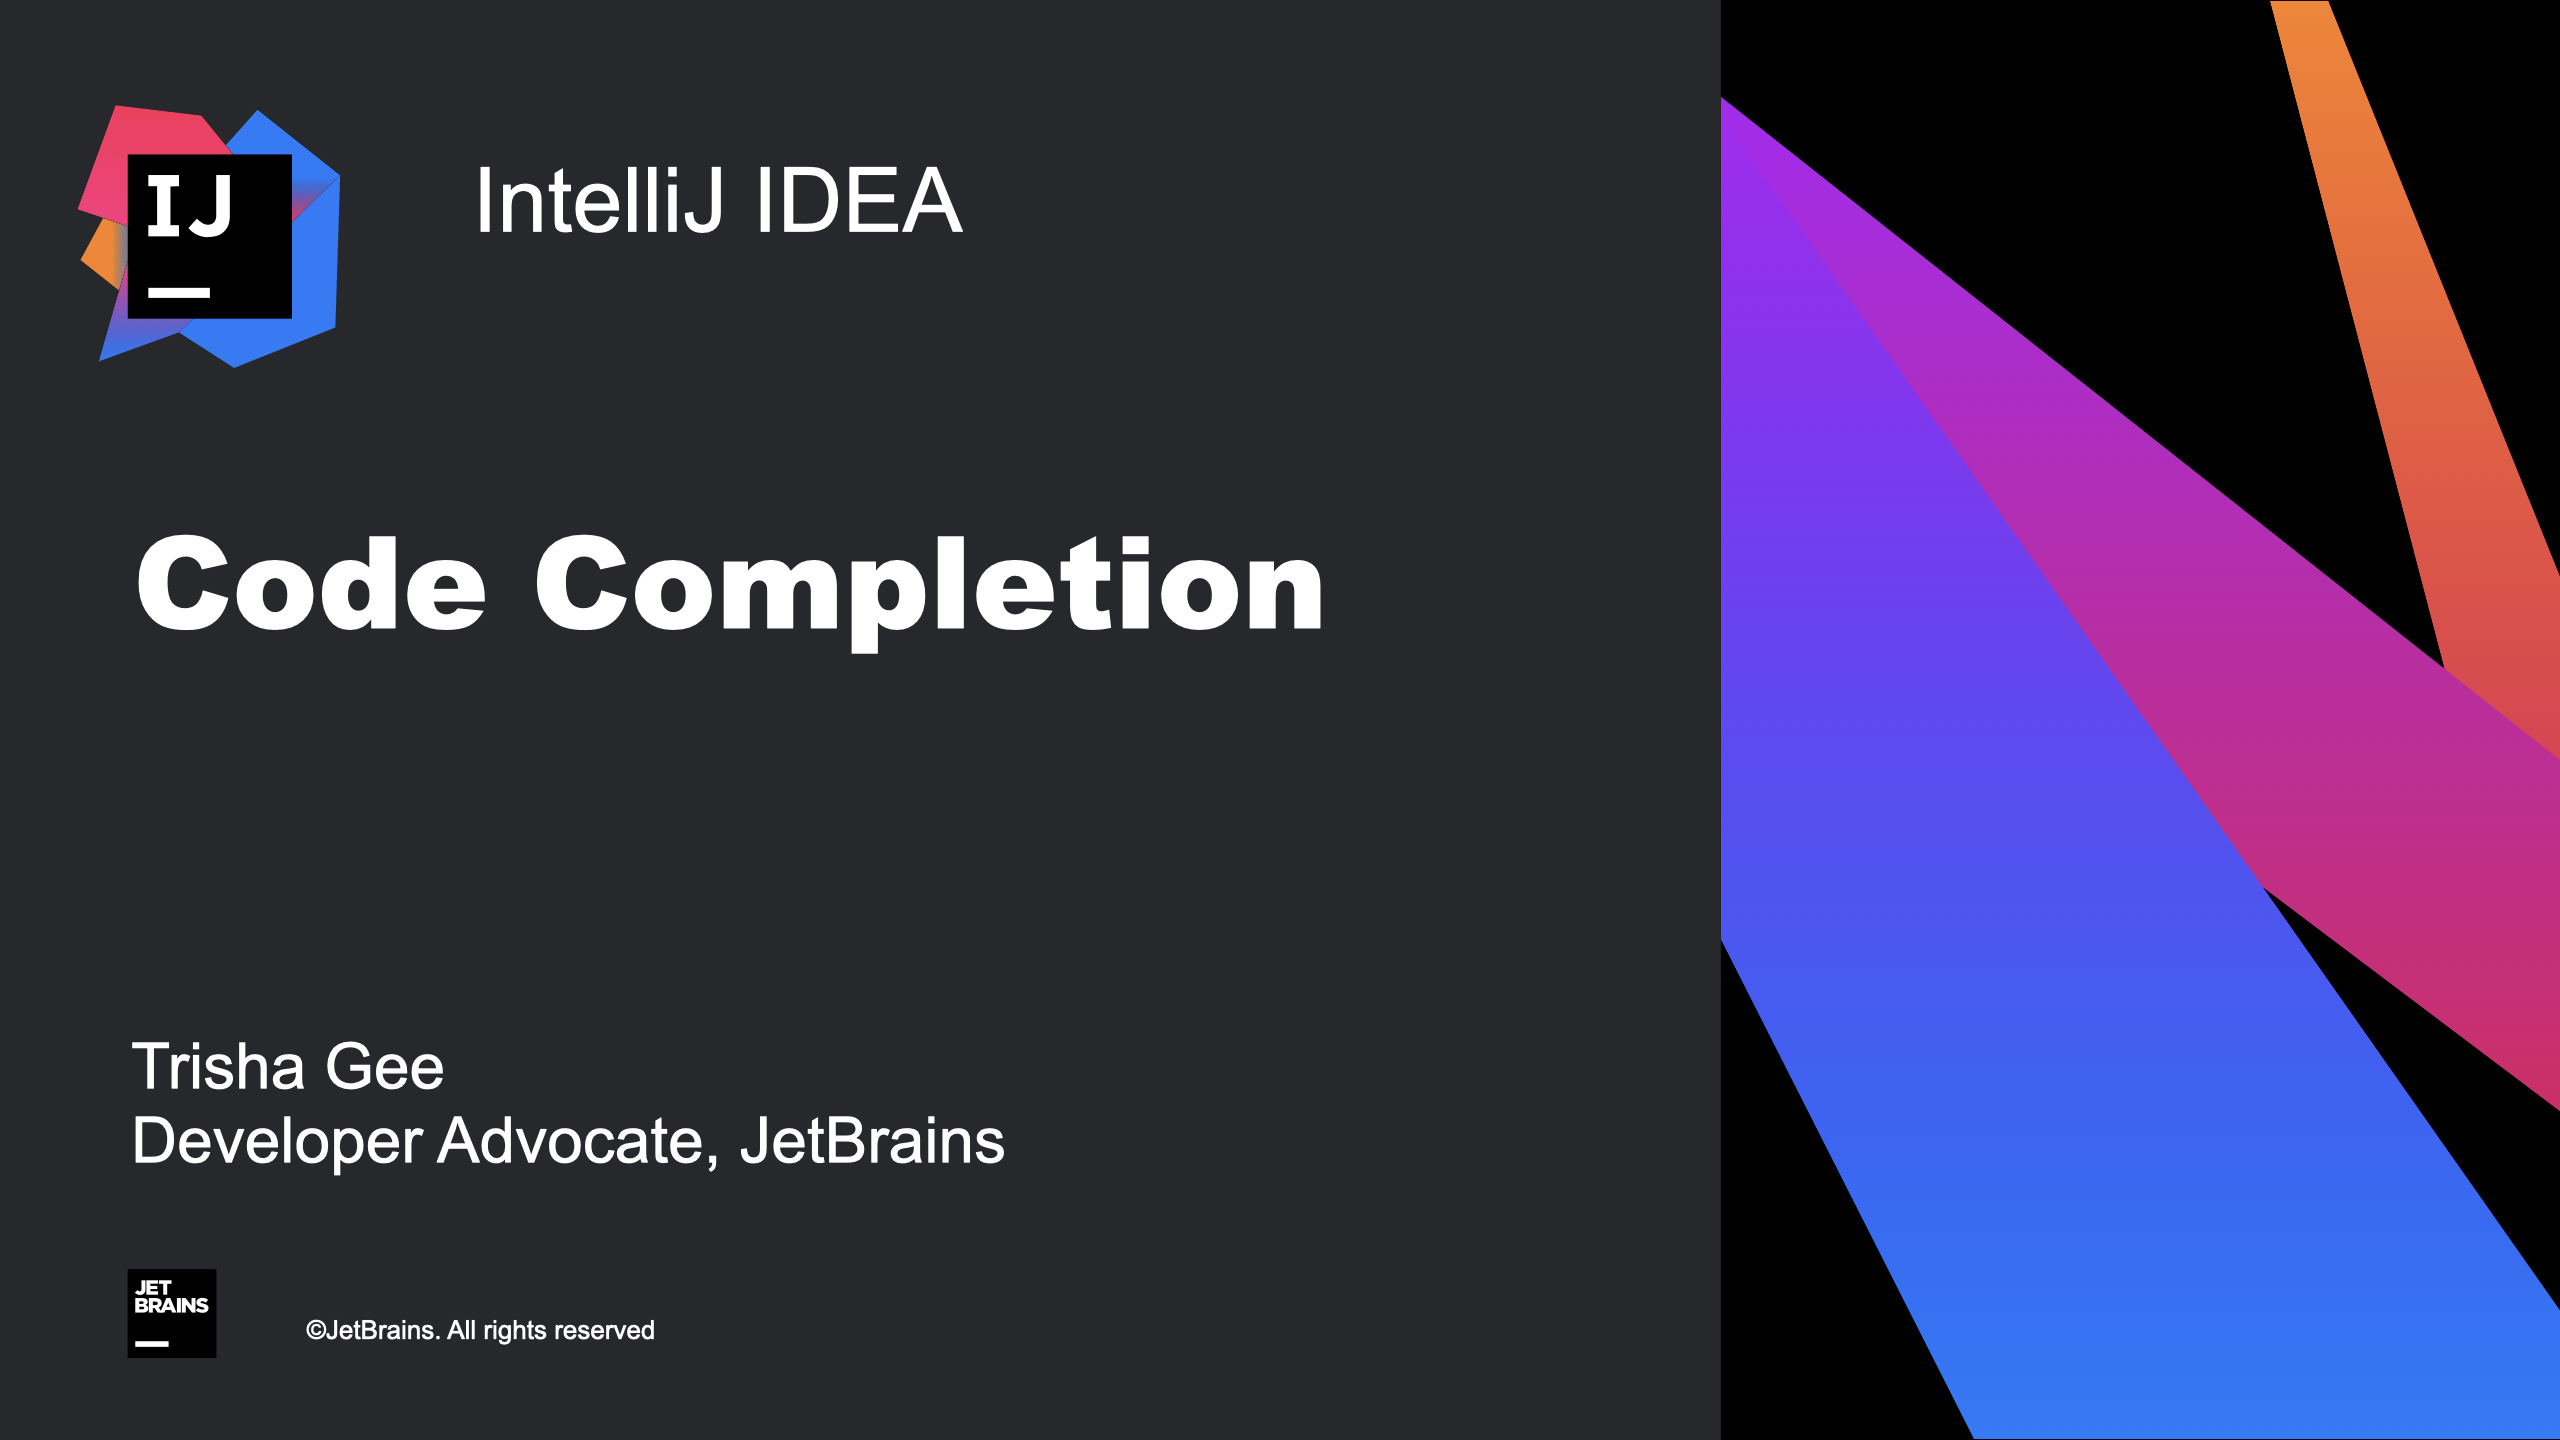 IJ
IntelliJ IDEA
Code Completion
Trisha Gee
Developer Advocate, JetBrains
JET
BRAINS
©JetBrains. All rights reserved